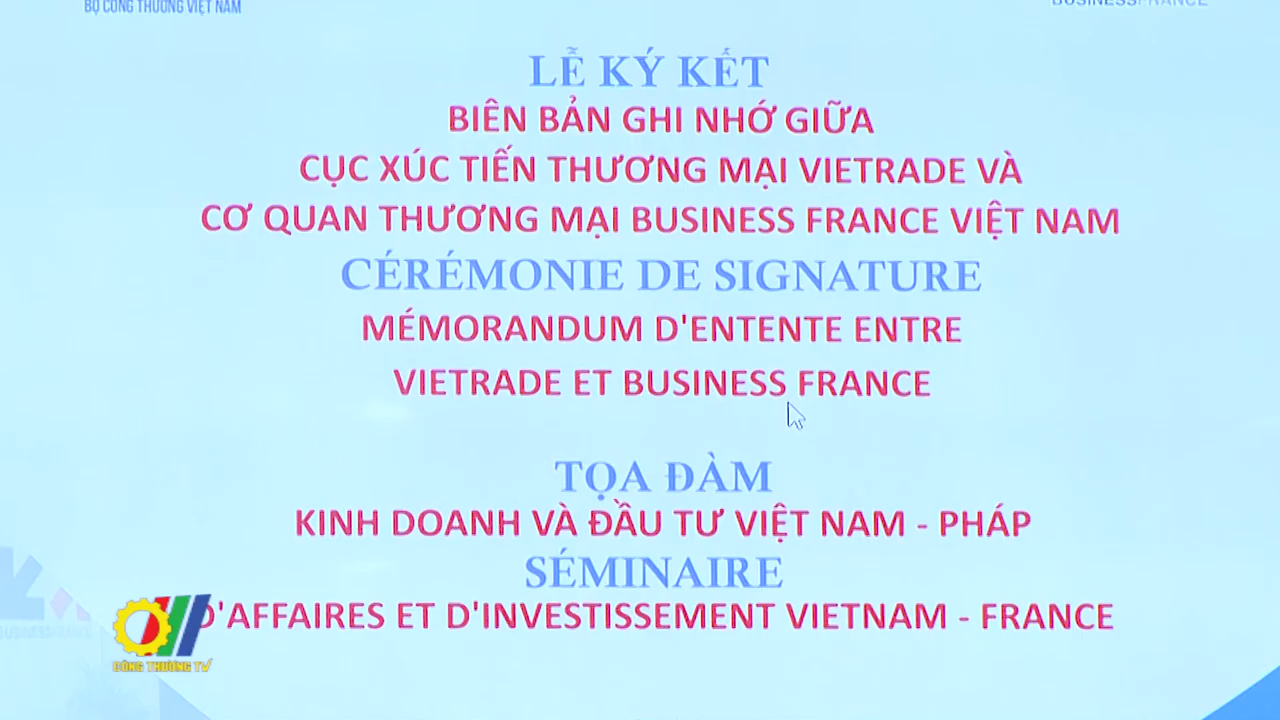 BỘ CÔNG THƯƠNG VIỆT NAM
BUSINESSFRANCE
LỄ KÝ KẾT
BIÊN BẢN GHI NHỚ GIỮA
CỤC XÚC TIẾN THƯƠNG MẠI VIETRADE VÀ
CƠ QUAN THƯƠNG MẠI BUSINESS FRANCE VIỆT NAM
CÉRÉMONIE DE SIGNATURE
MÉMORANDUM D'ENTENTE ENTRE
VIETRADE ET BUSINESS FRANCE
TỌA ĐÀM
KINH DOANH VÀ ĐẦU TƯ VIỆT NAM - PHÁP
SÉMINAIRE
D'AFFAIRES ET D'INVESTISSEMENT VIETNAM - FRANCE
BUSINESSFRANCE
CÔNG THƯƠNG TV